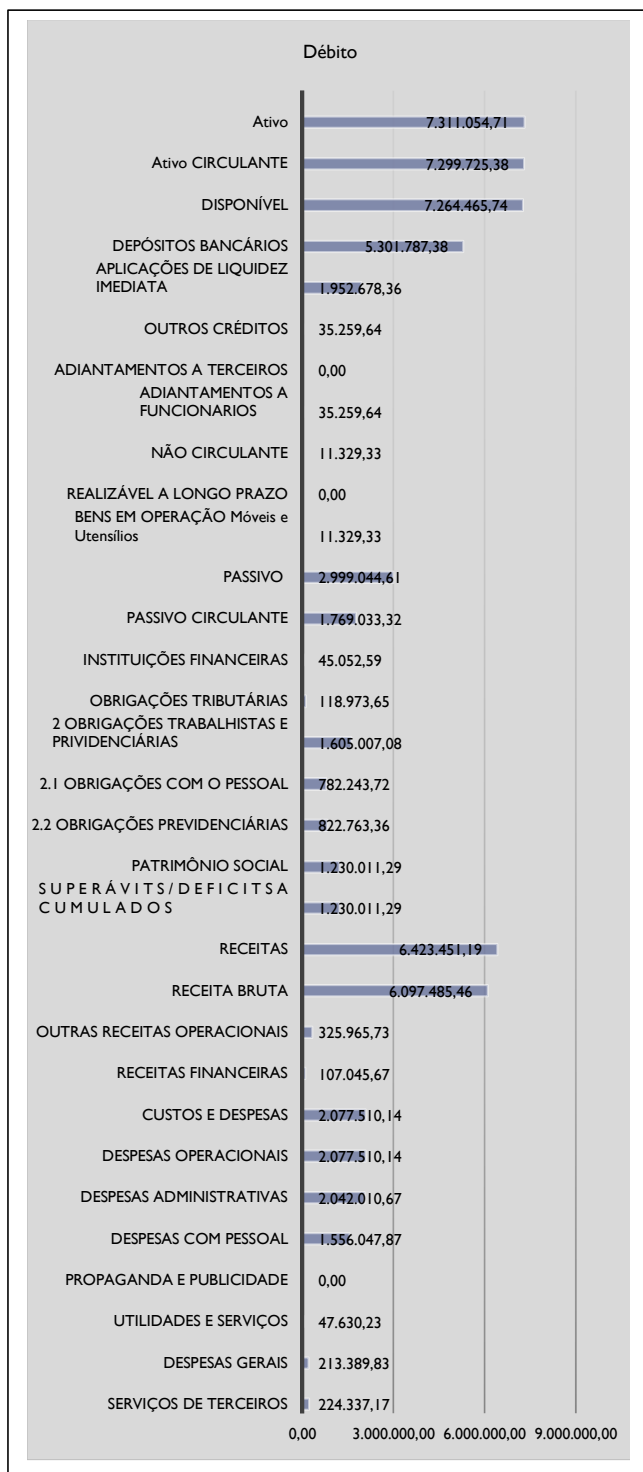 Débito
Ativo 7.311.054,71
Ativo CIRCULANTE 7.299.725,38
DISPONÍVEL 7.264.465,74
DEPÓSITOS BANCÁRIOS 5.301.787,38
APLICAÇÕES DE LIQUIDEZ
IMEDIATA 1.952.678,36
OUTROS CRÉDITOS 35.259,64
ADIANTAMENTOS A TERCEIROS 0,00
ADIANTAMENTOS A
FUNCIONARIOS 35.259,64
NÃO CIRCULANTE 11.329,33
REALIZÁVEL A LONGO PRAZO 0,00
BENS EM OPERAÇÃO Móveis e
Utensílios 11.329,33
PASSIVO 2.999.044,61
PASSIVO CIRCULANTE 1.769.033,32
INSTITUIÇÕES FINANCEIRAS 45.052,59
OBRIGAÇÕES TRIBUTÁRIAS 118.973,65
2 OBRIGAÇÕES TRABALHISTAS E
PRIVIDENCIÁRIAS 1.605.007,08
2.1 OBRIGAÇÕES COM O PESSOAL 782.243,72
2.2 OBRIGAÇÕES PREVIDENCIÁRIAS 822.763,36
PATRIMÔNIO SOCIAL 1.230.011,29
S U P E R Á V I T S / D E F I C I T S A
C U M U L A D O S 1.230.011,29
RECEITAS 6.423.451,19
RECEITA BRUTA 6.097.485,46
OUTRAS RECEITAS OPERACIONAIS 325.965,73
RECEITAS FINANCEIRAS 107.045,67
CUSTOS E DESPESAS 2.077.510,14
DESPESAS OPERACIONAIS 2.077.510,14
DESPESAS ADMINISTRATIVAS 2.042.010,67
DESPESAS COM PESSOAL 1.556.047,87
PROPAGANDA E PUBLICIDADE 0,00
UTILIDADES E SERVIÇOS 47.630,23
DESPESAS GERAIS 213.389,83
SERVIÇOS DE TERCEIROS 224.337,17
0,00 3.000.000,00 6.000.000,00 9.000.000,00